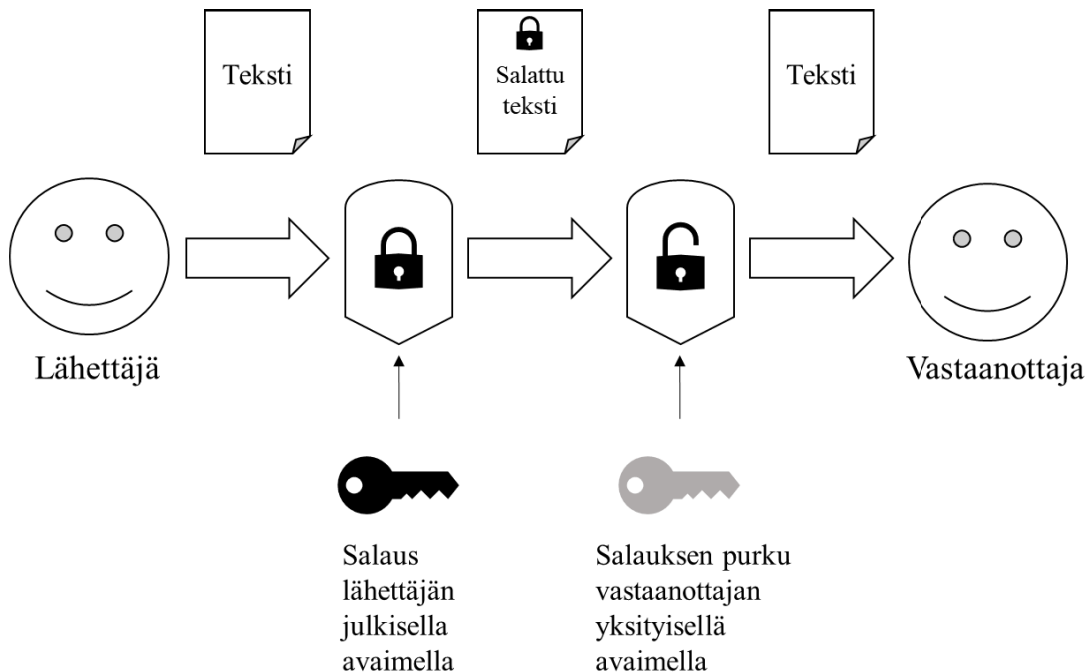 Teksti
Salattu
teksti
Teksti
Lähettäjä
Vastaanottaja
Salaus
lähettäjän
julkisella
avaimella
Salauksen purku
vastaanottajan
yksityisellä
avaimella